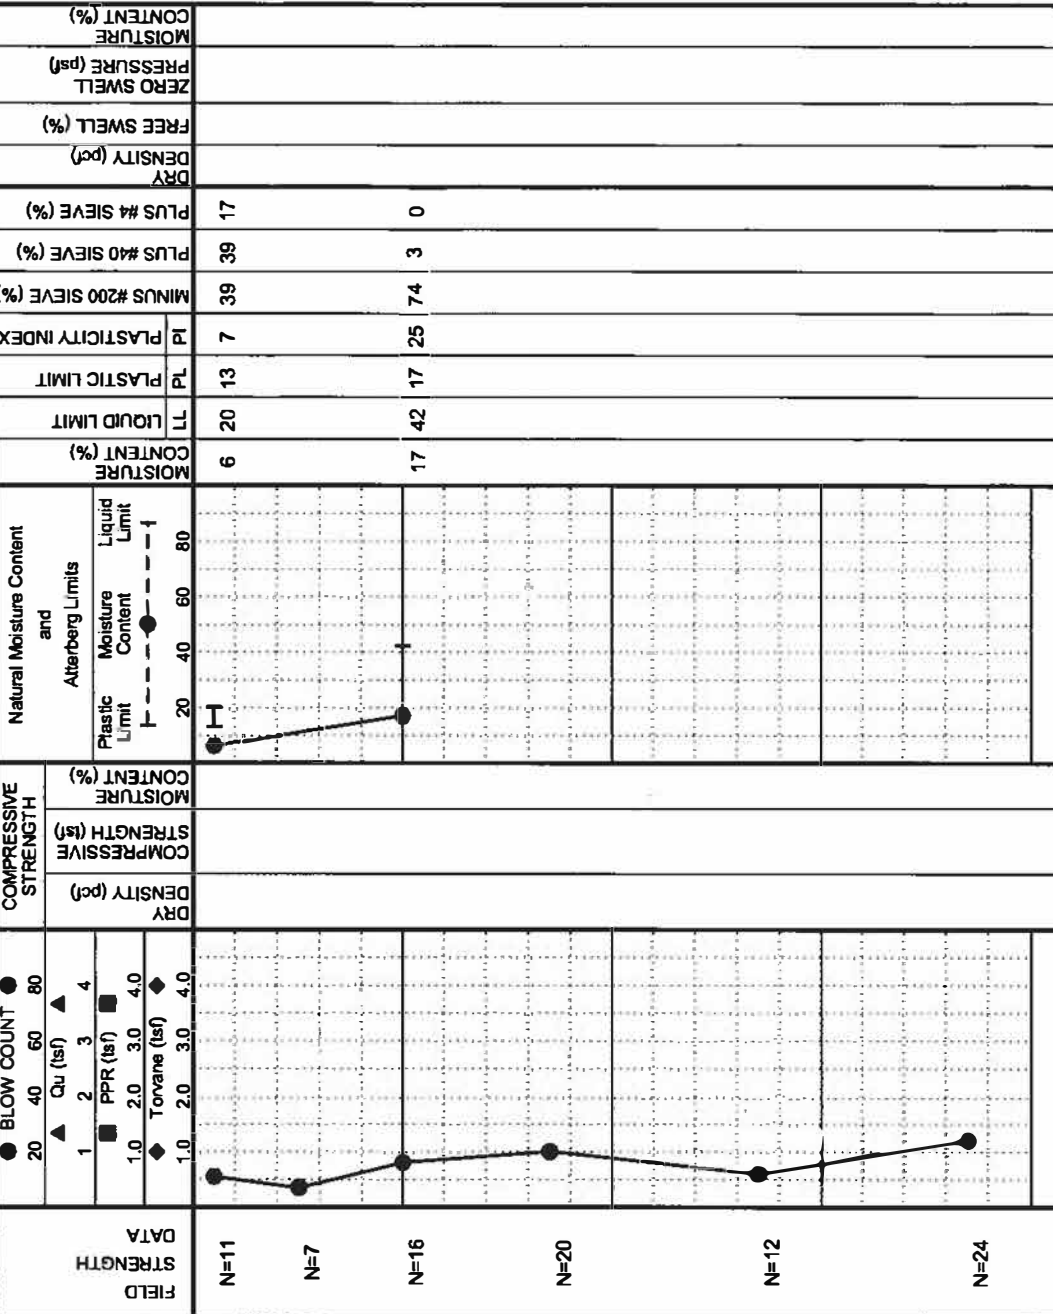 FIELD
STRENGTH
DATA
● BLOW COUNT ●
20 40 60 80
▲ Qu (tsf) ▲
1 2 3 4
■ PPR (tsf) ■
1.0 2.0 3.0 4.0
◆ Torvane (tsf) ◆
1.0 2.0 3.0 4.0
COMPRESSIVE
STRENGTH
DRY
DENSITY (pcf)
COMPRESSIVE
STRENGTH (tsf)
MOISTURE
CONTENT (%)
Natural Moisture Content
and
Atterberg Limits
Plastic
Limit
Moisture
Content
Liquid
Limit
20 40 60 80
MOISTURE
CONTENT (%)
LL LIQUID LIMIT
PL PLASTIC LIMIT
PI PLASTICITY INDEX
MINUS #200 SIEVE (%)
PLUS #40 SIEVE (%)
PLUS #4 SIEVE (%)
DRY
DENSITY (pcf)
FREE SWELL (%)
ZERO SWELL
PRESSURE (psf)
MOISTURE
CONTENT (%)
N=11 6 20 13 7 39 39 17
N=7
N=16 17 42 17 25 74 3 0
N=20
N=12
N=24